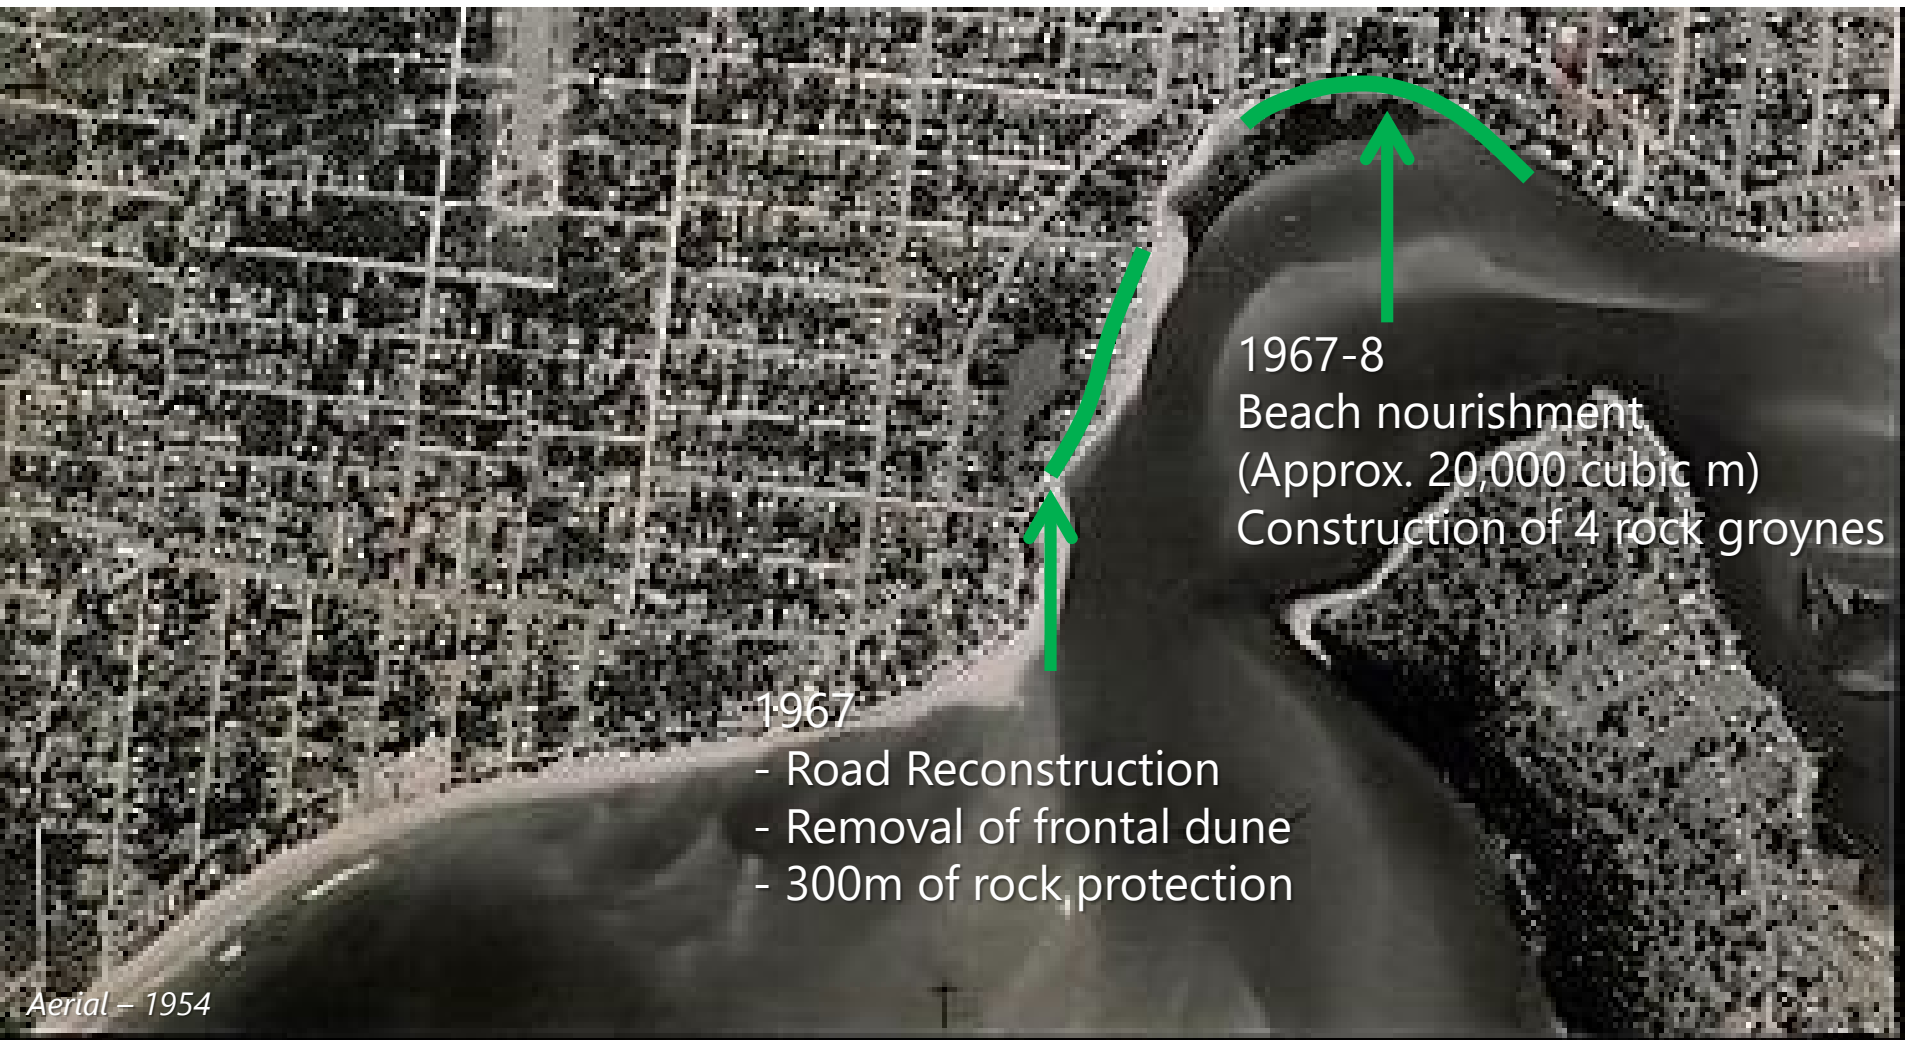 1967-8
Beach nourishment
(Approx. 20,000 cubic m)
Construction of 4 rock groynes
1967
- Road Reconstruction
- Removal of frontal dune
- 300m of rock protection
Aerial – 1954